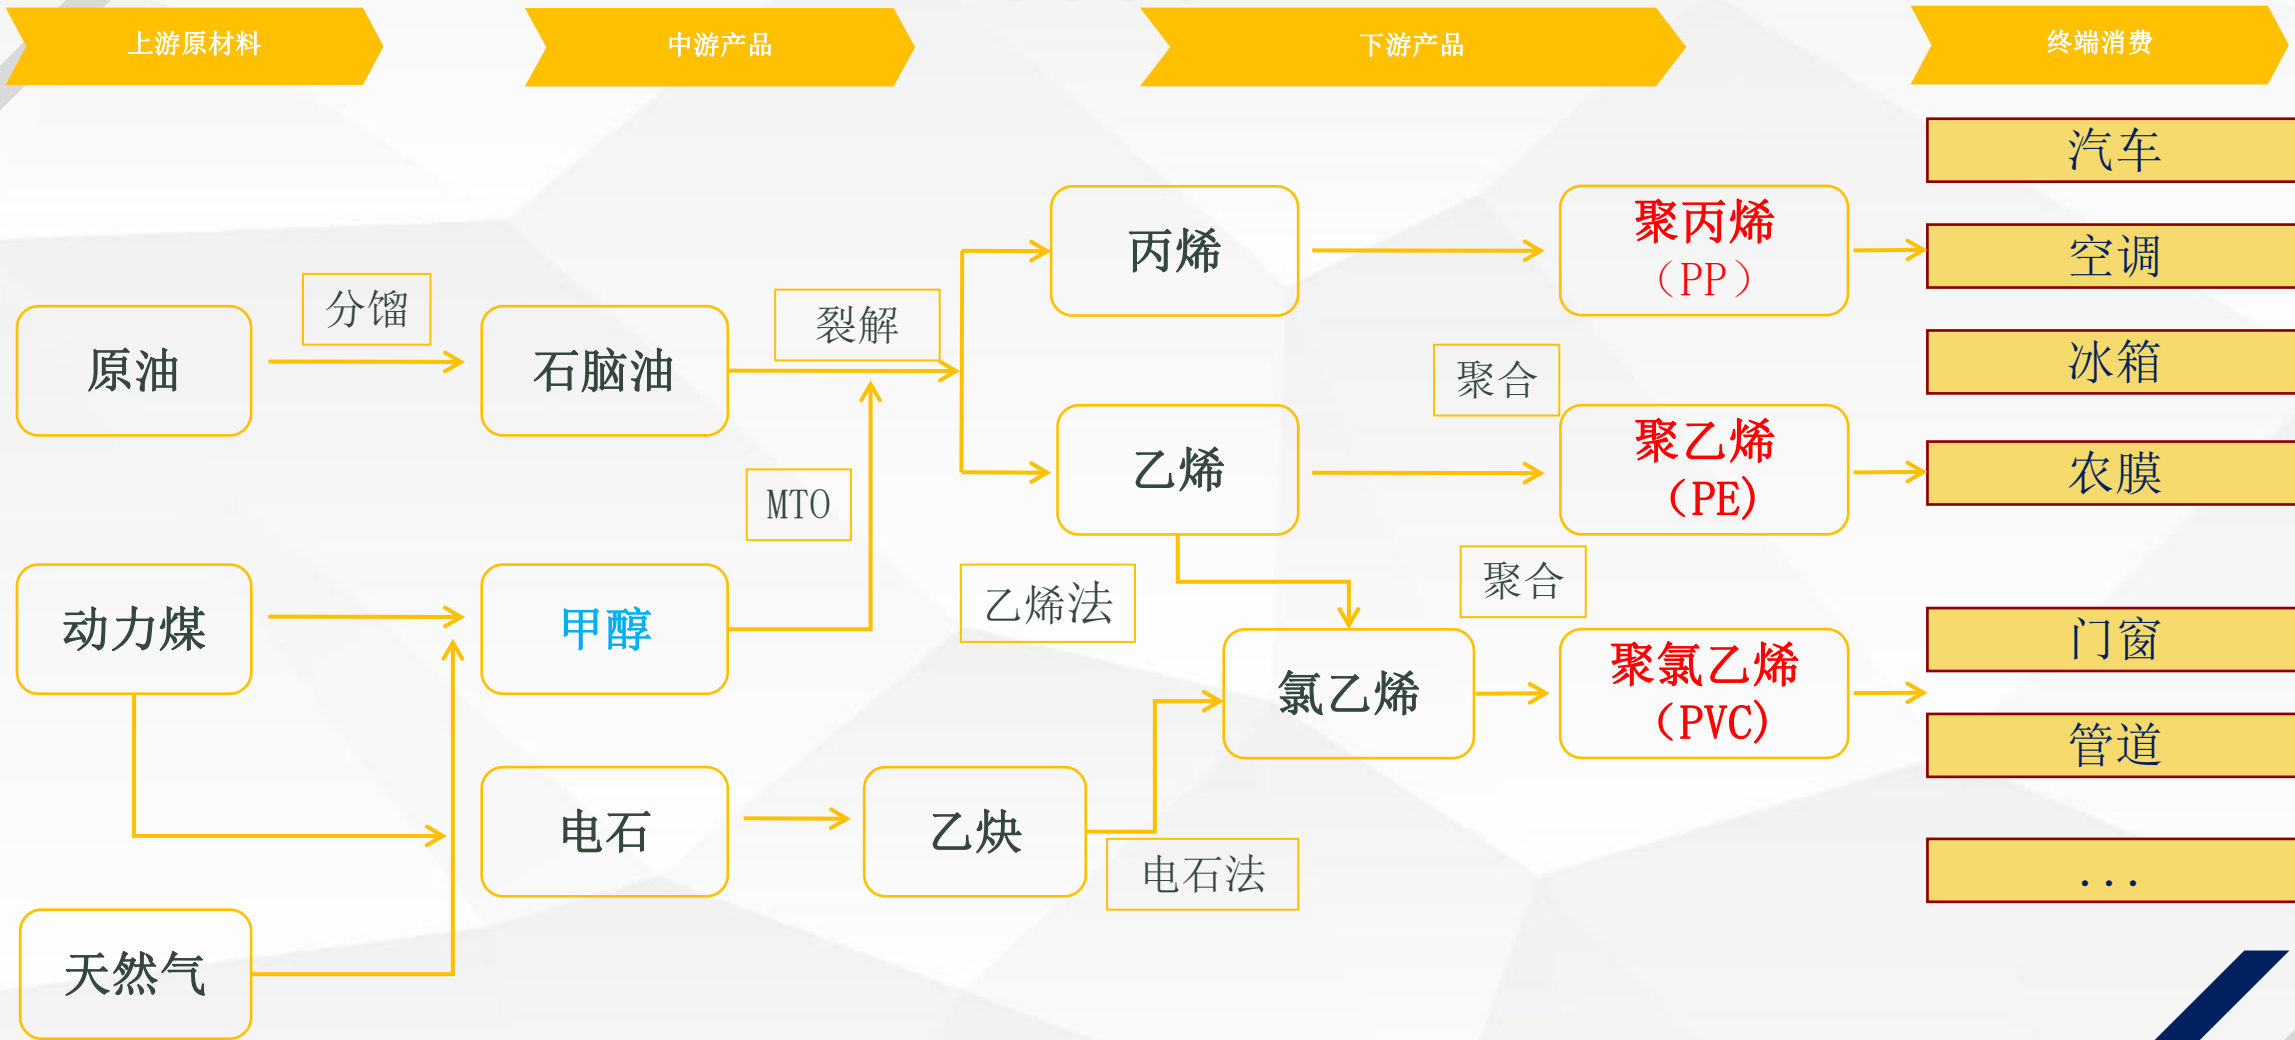 上游原材料
中游产品
下游产品
终端消费
汽车
丙烯
聚丙烯
（PP）
空调
分馏
裂解
原油
石脑油
冰箱
聚合
乙烯
聚乙烯
（PE)
农膜
MTO
动力煤
甲醇
乙烯法
聚合
门窗
氯乙烯
聚氯乙烯
（PVC)
管道
电石
乙炔
电石法
...
天然气